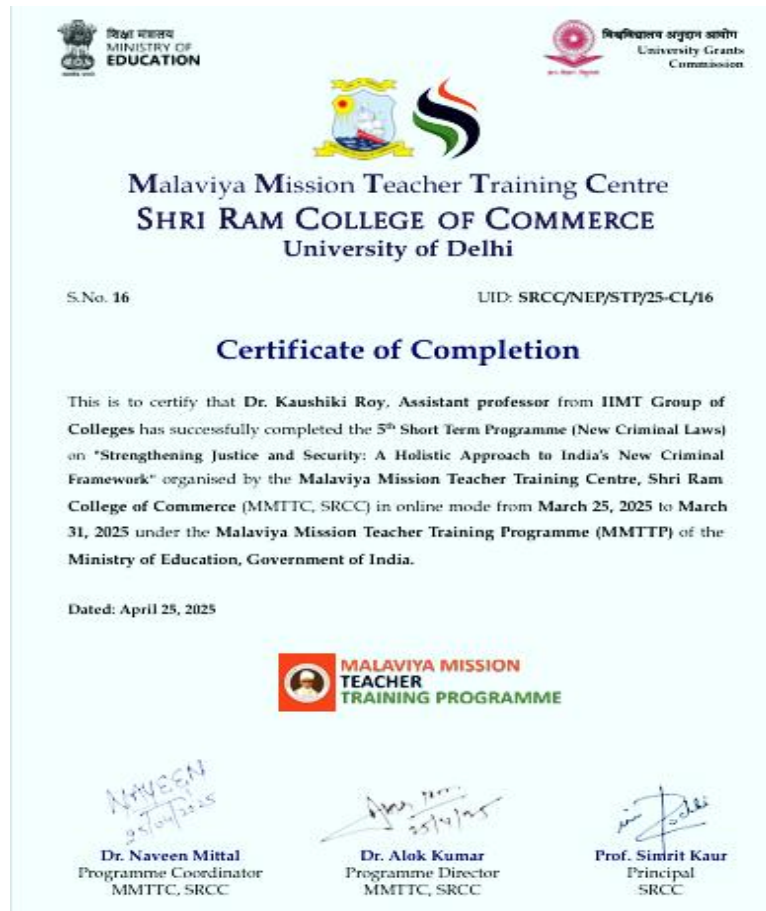 शिक्षा मंत्रालय
MINISTRY OF
EDUCATION
विश्वविद्यालय अनुदान आयोग
University Grants
Commission
Malaviya Mission Teacher Training Centre
SHRI RAM COLLEGE OF COMMERCE
University of Delhi
S.No. 16
UID: SRCC/NEP/STP/25-CL/16
Certificate of Completion
This is to certify that Dr. Kaushiki Roy, Assistant professor from IIMT Group of
Colleges has successfully completed the 5th Short Term Programme (New Criminal Laws)
on "Strengthening Justice and Security: A Holistic Approach to India's New Criminal
Framework" organised by the Malaviya Mission Teacher Training Centre, Shri Ram
College of Commerce (MMTTC, SRCC) in online mode from March 25, 2025 to March
31, 2025 under the Malaviya Mission Teacher Training Programme (MMTTP) of the
Ministry of Education, Government of India.
Dated: April 25, 2025
MALAVIYA MISSION
TEACHER
TRAINING PROGRAMME
NAVEEN
25/04/2025
25/4/25
Dr. Naveen Mittal
Programme Coordinator
MMTTC, SRCC
Dr. Alok Kumar
Programme Director
MMTTC, SRCC
Prof. Simrit Kaur
Principal
SRCC